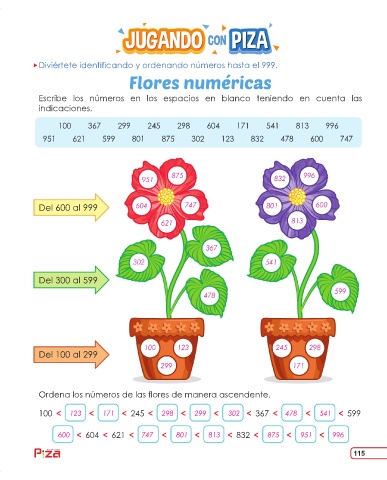 JUGANDO CON PIZA
Diviértete identificando y ordenando números hasta el 999.
Flores numéricas
Escribe los números en los espacios en blanco teniendo en cuenta las
indicaciones.
100 367 299 245 298 604 171 541 813 996
951 621 599 801 875 302 123 832 478 600 747
951 875 832 996
Del 600 al 999 604 747 801 600
621 813
367
302 541
Del 300 al 599
478 599
100 123 245 298
Del 100 al 299
299 171
Ordena los números de las flores de manera ascendente.
100 < 123 < 171 < 245 < 298 < 299 < 302 < 367 < 478 < 541 < 599
600 < 604 < 621 < 747 < 801 < 813 < 832 < 875 < 951 < 996
Piza 115